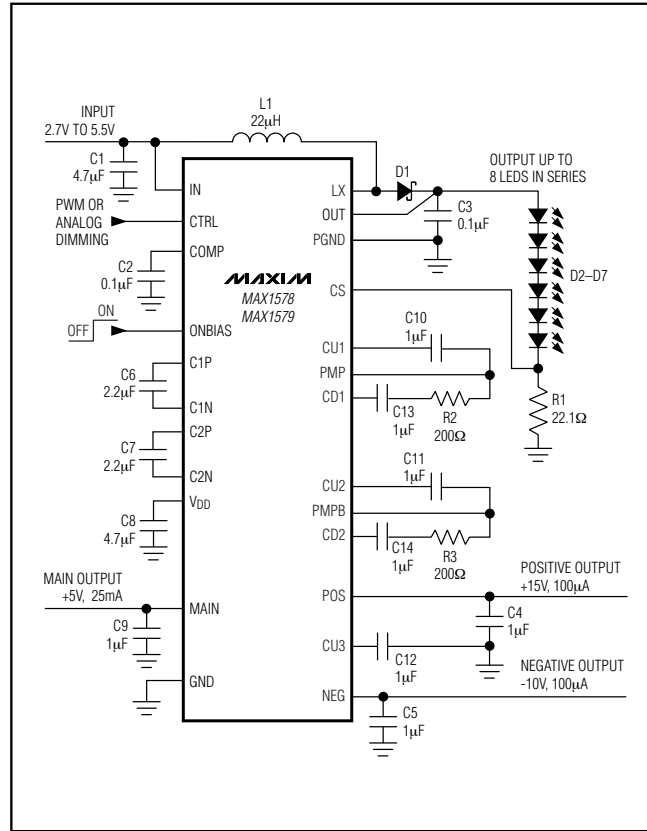 L1
22μH
INPUT
2.7V TO 5.5V
C1
4.7μF
D1
OUTPUT UP TO
8 LEDS IN SERIES
IN
LX
PWM OR
ANALOG
DIMMING
CTRL
OUT
C3
0.1μF
PGND
COMP
C2
0.1μF
MAXIM
MAX1578
MAX1579
CS
D2–D7
ON
OFF
ONBIAS
C10
1μF
CU1
PMP
CD1
C13
1μF
R2
200Ω
R1
22.1Ω
C1P
C6
2.2μF
C1N
C2P
C7
2.2μF
C2N
C11
1μF
CU2
PMPB
CD2
C14
1μF
R3
200Ω
VDD
C8
4.7μF
MAIN OUTPUT
+5V, 25mA
MAIN
C9
1μF
POSITIVE OUTPUT
+15V, 100μA
POS
C4
1μF
CU3
C12
1μF
GND
NEGATIVE OUTPUT
-10V, 100μA
NEG
C5
1μF